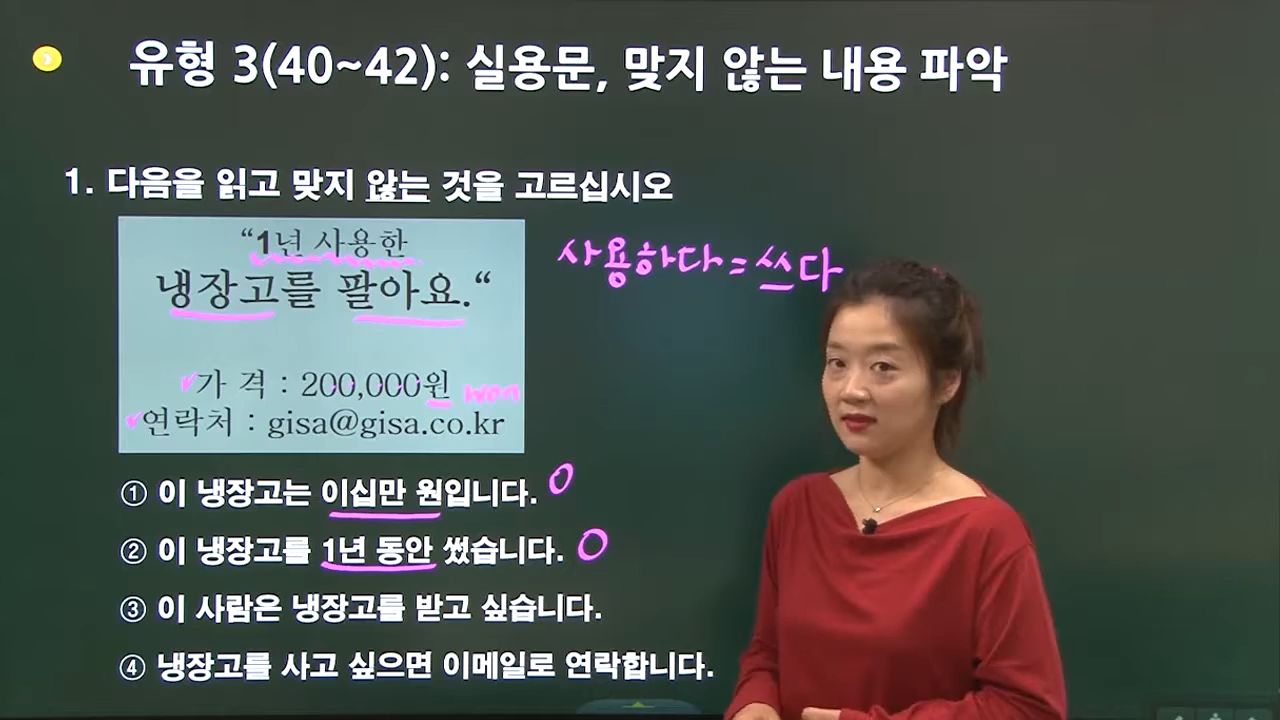 유형 3(40~42): 실용문, 맞지 않는 내용 파악
1. 다음을 읽고 맞지 않는 것을 고르십시오
“1년 사용한
냉장고를 팔아요.“
가 격 : 200,000원 won
연락처 : gisa@gisa.co.kr
사용하다=쓰다
① 이 냉장고는 이십만 원입니다. O
② 이 냉장고를 1년 동안 썼습니다. O
③ 이 사람은 냉장고를 받고 싶습니다.
④ 냉장고를 사고 싶으면 이메일로 연락합니다.